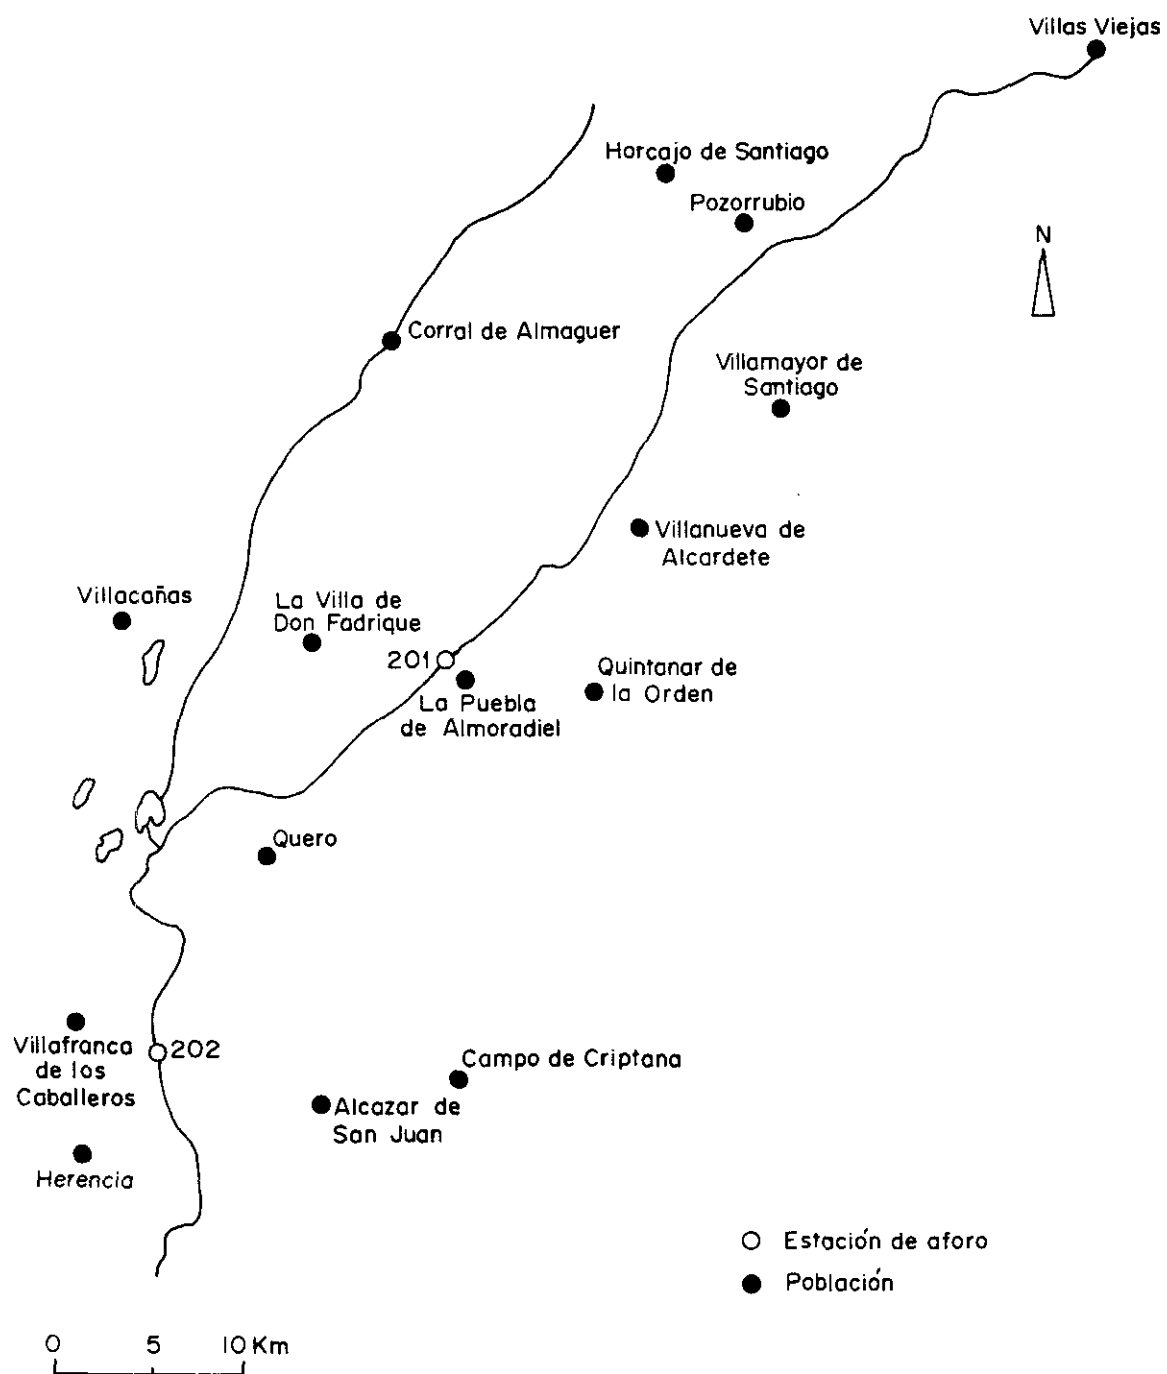 Villas Viejas
Horcajo de Santiago
Pozorrubio
N
Corral de Almaguer
Villamayor de
Santiago
Villanueva de
Alcardete
Villacañas
La Villa de
Don Fadrique
201
Quintanar de
la Orden
La Puebla
de Almoradiel
Quero
Villafranca
de los
Caballeros
202
Campo de Criptana
Alcazar de
San Juan
Herencia
Estación de aforo
Población
0 5 10 Km